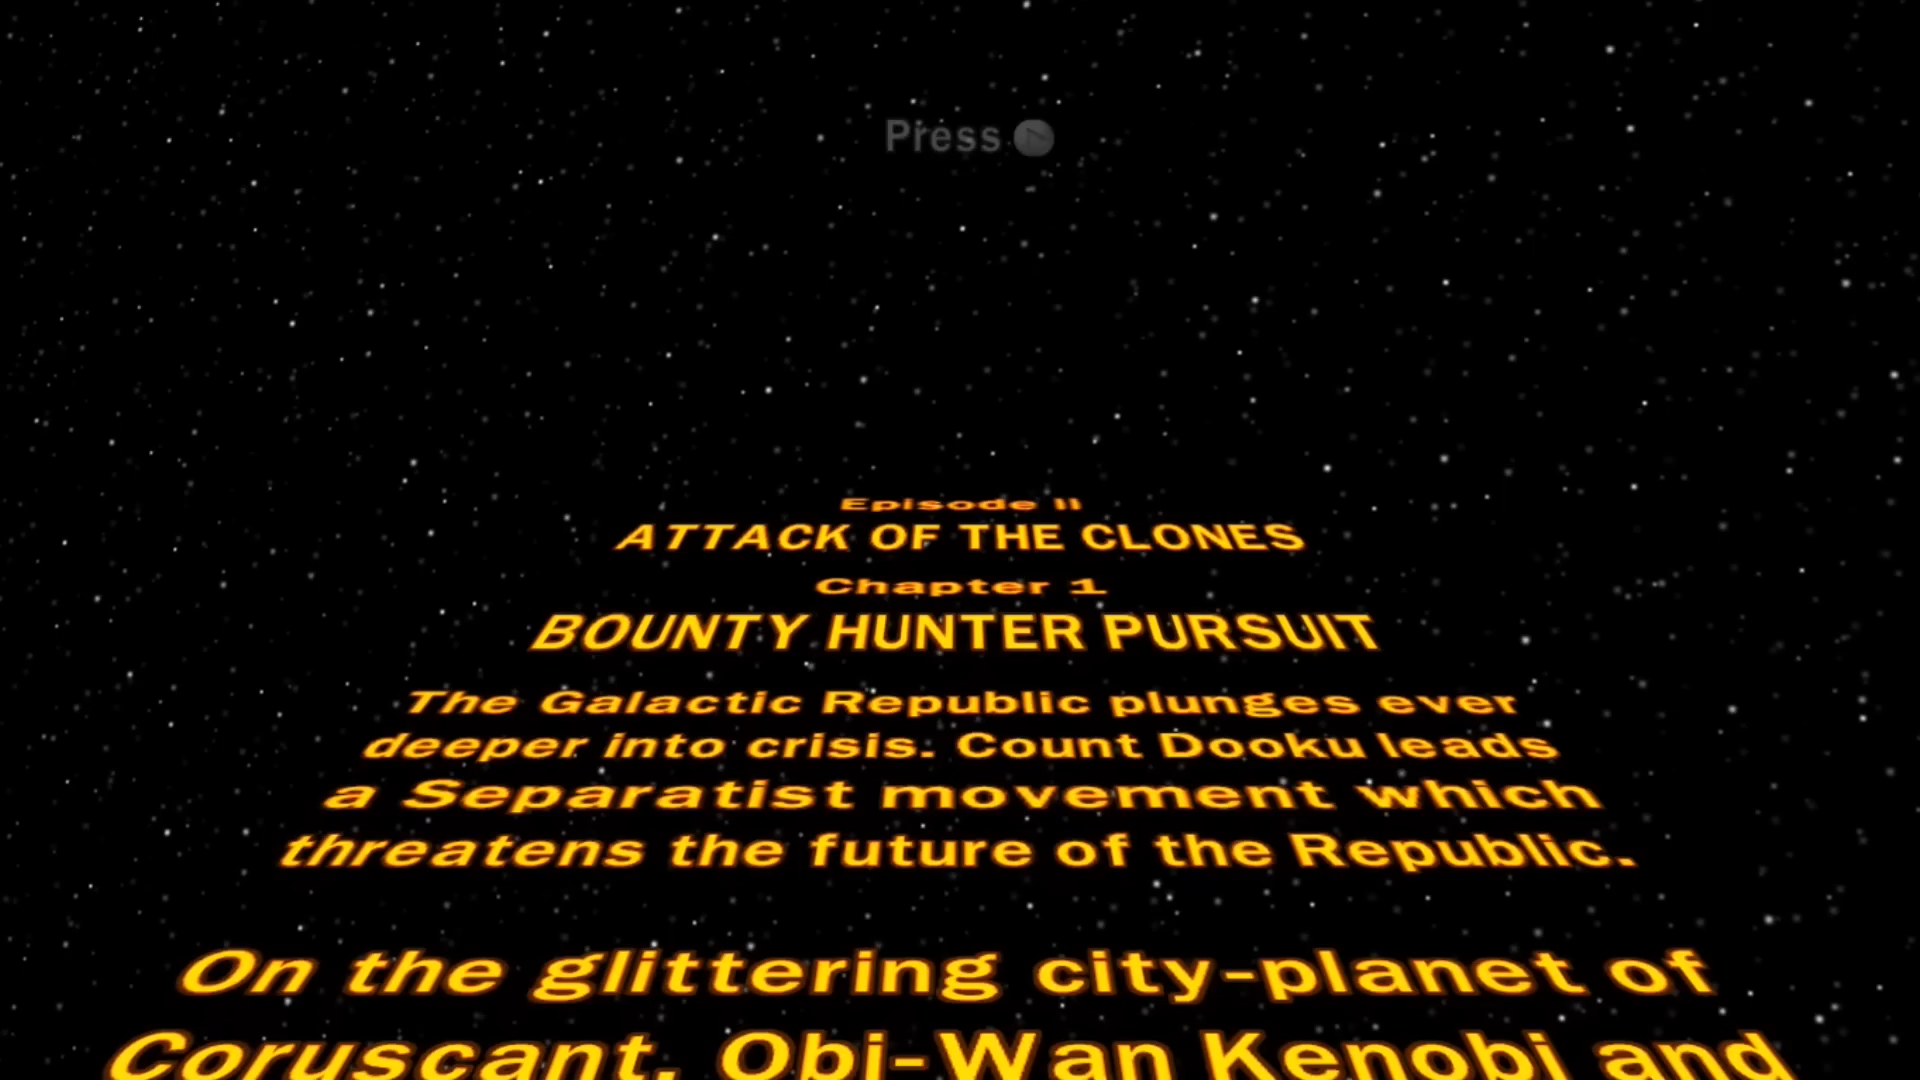 Press
Episode II
ATTACK OF THE CLONES
Chapter 1
BOUNTY HUNTER PURSUIT
The Galactic Republic plunges ever
deeper into crisis. Count Dooku leads
a Separatist movement which
threatens the future of the Republic.
On the glittering city-planet of
Coruscant, Obi-Wan Kenobi and